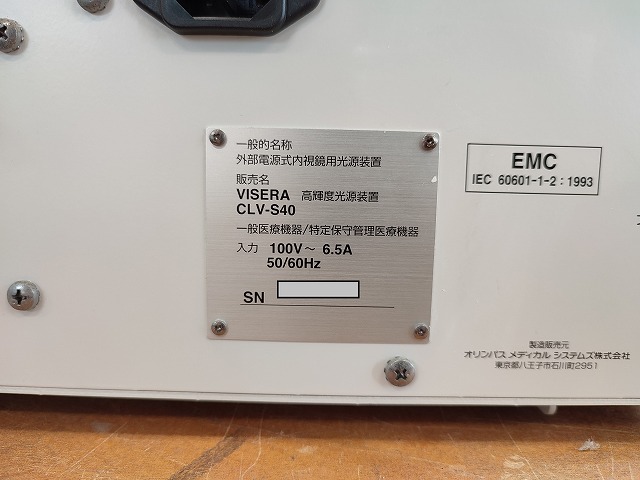 一般的名称
外部電源式内視鏡用光源装置
販売名
VISERA 高輝度光源装置
CLV-S40
一般医療機器/特定保守管理医療機器
入力 100V～ 6.5A
50/60Hz
SN
EMC
IEC 60601-1-2 : 1993
製造販売元
オリンパス メディカル システムズ株式会社
東京都八王子市石川町2951